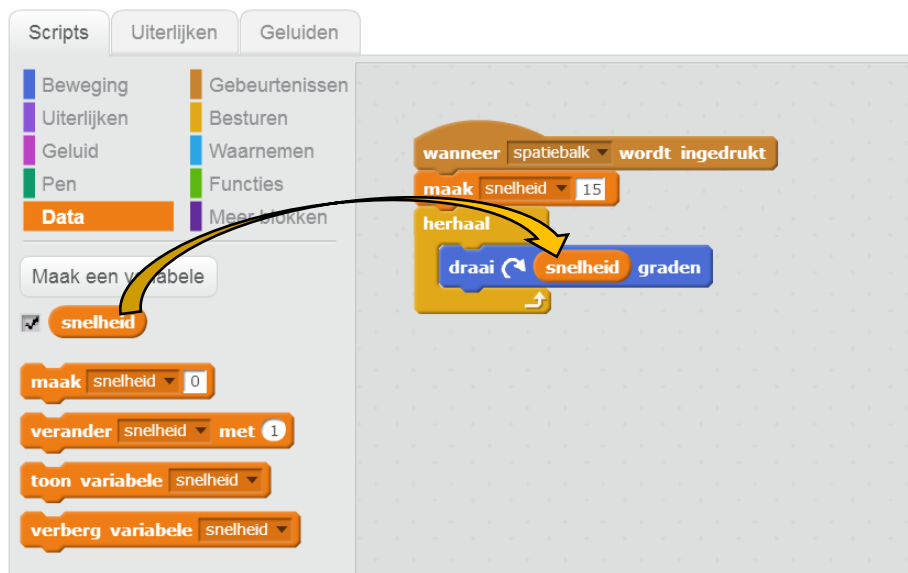 Scripts Uiterlijken Geluiden
Beweging Gebeurtenissen
Uiterlijken Besturen
Geluid Waarnemen
Pen Functies
Data Meer blokken
Maak een variabele
snelheid
maak snelheid 0
verander snelheid met 1
toon variabele snelheid
verberg variabele snelheid
wanneer spatiebalk wordt ingedrukt
maak snelheid 15
herhaal
draai snelheid graden